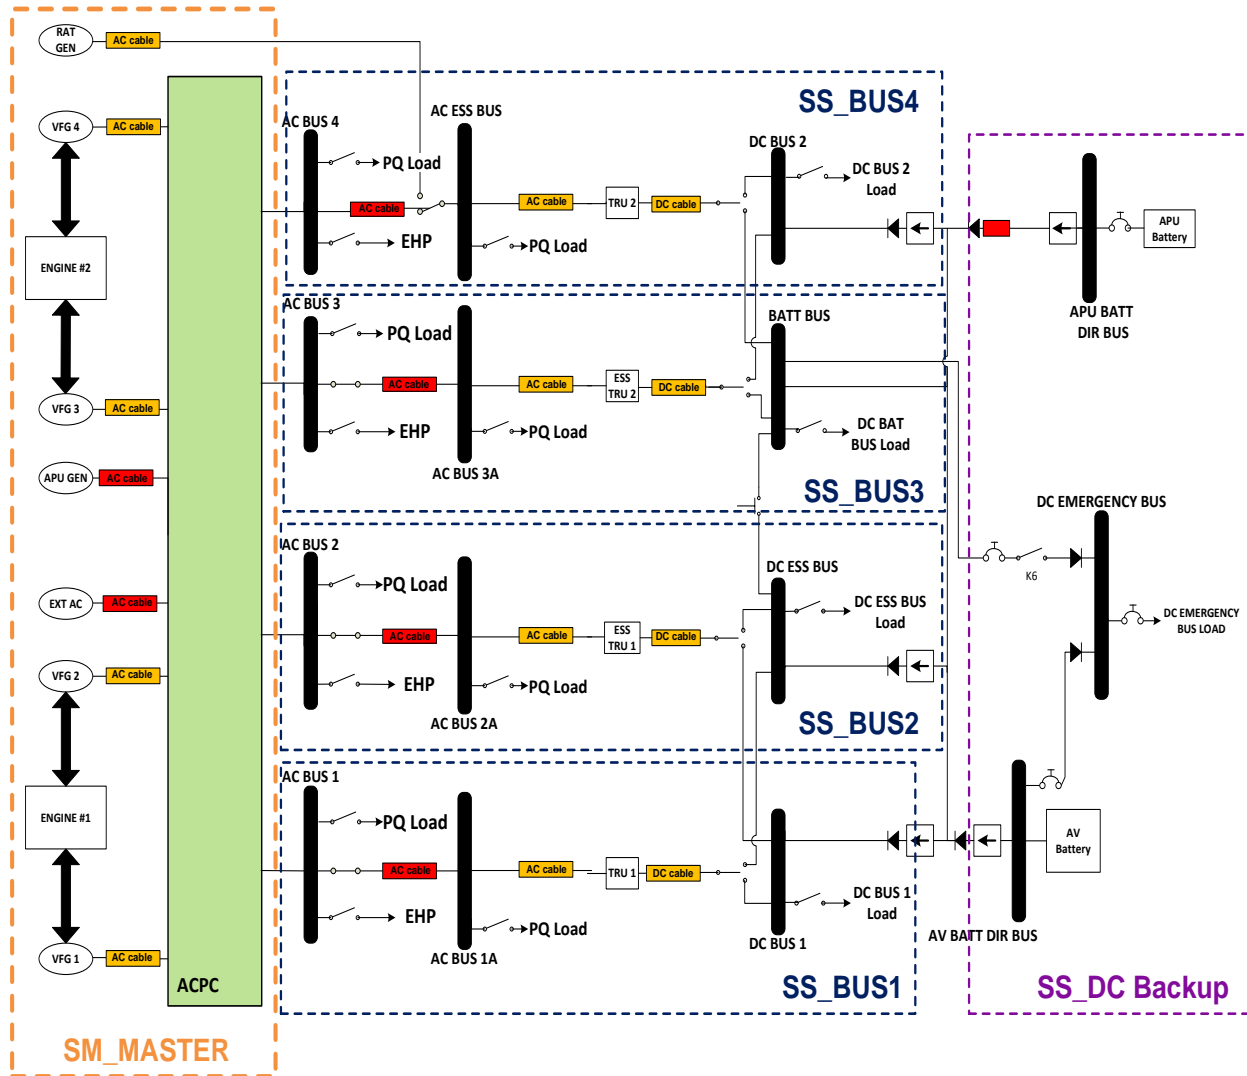 RAT
GEN
AC cable
VFG 4
AC cable
ENGINE #2
VFG 3
AC cable
APU GEN
AC cable
EXT AC
AC cable
VFG 2
AC cable
ENGINE #1
VFG 1
AC cable
ACPC
SM_MASTER
SS_BUS4
AC BUS 4
AC ESS BUS
PQ Load
AC cable
EHP
AC cable
TRU 2
DC cable
PQ Load
DC BUS 2
DC BUS 2
Load
SS_BUS3
AC BUS 3
PQ Load
AC cable
EHP
AC BUS 3A
AC cable
ESS
TRU 2
DC cable
PQ Load
BATT BUS
DC BAT
BUS Load
SS_BUS2
AC BUS 2
PQ Load
AC cable
EHP
AC BUS 2A
AC cable
ESS
TRU 1
DC cable
PQ Load
DC ESS BUS
DC ESS BUS
Load
SS_BUS1
AC BUS 1
PQ Load
AC cable
EHP
AC BUS 1A
AC cable
TRU 1
DC cable
PQ Load
DC BUS 1
DC BUS 1
Load
APU
Battery
APU BATT
DIR BUS
DC EMERGENCY BUS
K6
DC EMERGENCY
BUS LOAD
AV
Battery
AV BATT DIR BUS
SS_DC Backup